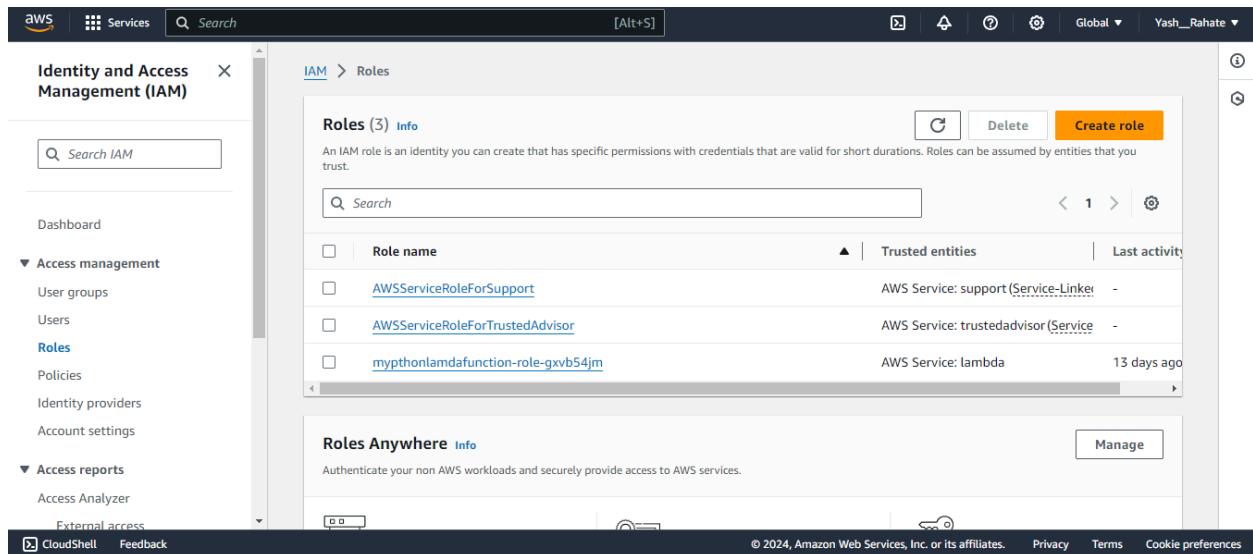 aws Services Search [Alt+S] Global ▼ Yash__Rahate ▼
Identity and Access
Management (IAM)
Search IAM
Dashboard
Access management
User groups
Users
Roles
Policies
Identity providers
Account settings
Access reports
Access Analyzer
External access
IAM > Roles
Roles (3) Info Delete Create role
An IAM role is an identity you can create that has specific permissions with credentials that are valid for short durations. Roles can be assumed by entities that you
trust.
Search < 1 >
Role name ▲ Trusted entities Last activity
AWSServiceRoleForSupport AWS Service: support (Service-Linked -
AWSServiceRoleForTrustedAdvisor AWS Service: trustedadvisor (Service -
mypthonlamdafunction-role-gxvb54jm AWS Service: lambda 13 days ago
Roles Anywhere Info Manage
Authenticate your non AWS workloads and securely provide access to AWS services.
CloudShell Feedback © 2024, Amazon Web Services, Inc. or its affiliates. Privacy Terms Cookie preferences